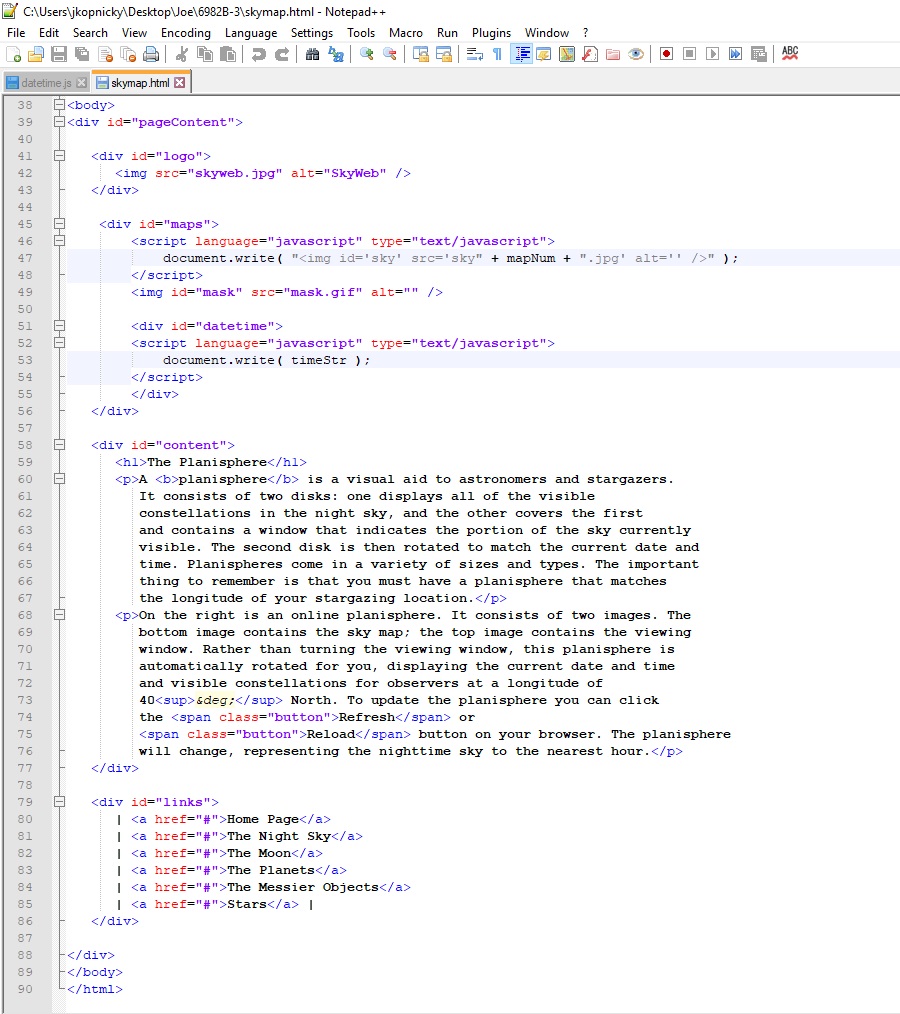 C:\Users\jkopnicky\Desktop\Joe\6982B-3\skymap.html - Notepad++
File Edit Search View Encoding Language Settings Tools Macro Run Plugins Window ?
ABC
datetime.js skymap.html
38 <body>
39 <div id="pageContent">
40
41 <div id="logo">
42 <img src="skyweb.jpg" alt="SkyWeb" />
43 </div>
44
45 <div id="maps">
46 <script language="javascript" type="text/javascript">
47 document.write( "<img id='sky' src='sky" + mapNum + ".jpg' alt='' />" );
48 </script>
49 <img id="mask" src="mask.gif" alt="" />
50
51 <div id="datetime">
52 <script language="javascript" type="text/javascript">
53 document.write( timeStr );
54 </script>
55 </div>
56 </div>
57
58 <div id="content">
59 <h1>The Planisphere</h1>
60 <p>A <b>planisphere</b> is a visual aid to astronomers and stargazers.
61 It consists of two disks: one displays all of the visible
62 constellations in the night sky, and the other covers the first
63 and contains a window that indicates the portion of the sky currently
64 visible. The second disk is then rotated to match the current date and
65 time. Planispheres come in a variety of sizes and types. The important
66 thing to remember is that you must have a planisphere that matches
67 the longitude of your stargazing location.</p>
68 <p>On the right is an online planisphere. It consists of two images. The
69 bottom image contains the sky map; the top image contains the viewing
70 window. Rather than turning the viewing window, this planisphere is
71 automatically rotated for you, displaying the current date and time
72 and visible constellations for observers at a longitude of
73 40<sup>&deg;</sup> North. To update the planisphere you can click
74 the <span class="button">Refresh</span> or
75 <span class="button">Reload</span> button on your browser. The planisphere
76 will change, representing the nighttime sky to the nearest hour.</p>
77 </div>
78
79 <div id="links">
80 | <a href="#">Home Page</a>
81 | <a href="#">The Night Sky</a>
82 | <a href="#">The Moon</a>
83 | <a href="#">The Planets</a>
84 | <a href="#">The Messier Objects</a>
85 | <a href="#">Stars</a> |
86 </div>
87
88 </div>
89 </body>
90 </html>